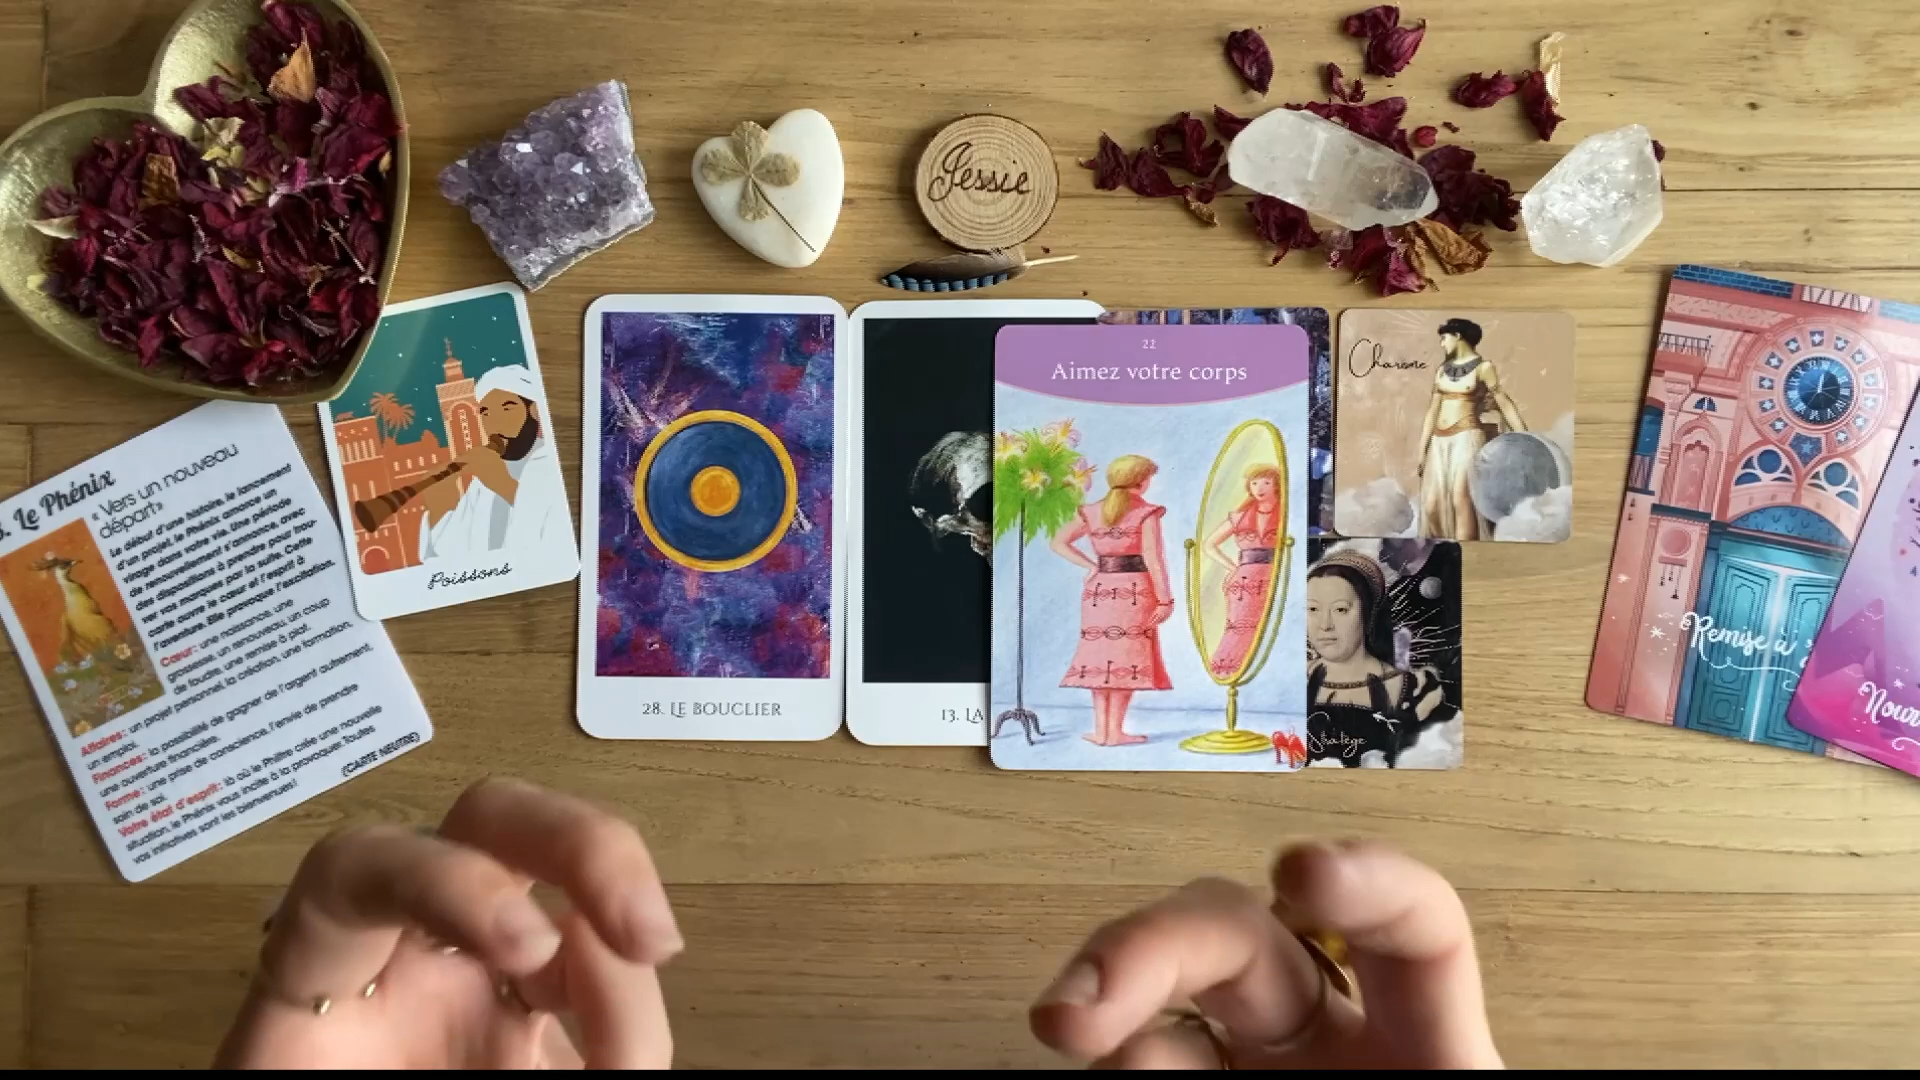 Jessie
22
Aimez votre corps
Charisme
Le Phénix
« Vers un nouveau
départ»
Le début d'une histoire, le lancement
d'un projet, le Phénix amorce un
virage dans votre vie. Une période
de renouvellement s'annonce, avec
des dispositions à prendre pour trou-
ver vos marques par la suite. Cette
carte ouvre le cœur et l'esprit à
l'aventure. Elle provoque l'excitation.
Cœur : une naissance, une
grossesse, un renouveau, un coup
de foudre, une remise à plat.
Affaires : un projet personnel, la création, une formation,
un emploi.
Finances : la possibilité de gagner de l'argent autrement,
une ouverture financière.
Forme : une prise de conscience, l'envie de prendre
soin de soi.
Votre état d'esprit : là où le Philtre crée une nouvelle
situation, le Phénix vous incite à la provoquer. Toutes
vos initiatives sont les bienvenues!
(CARTE NEUTRE)
Poissons
28. LE BOUCLIER
13. LA
Stratège
Remise à
Nour